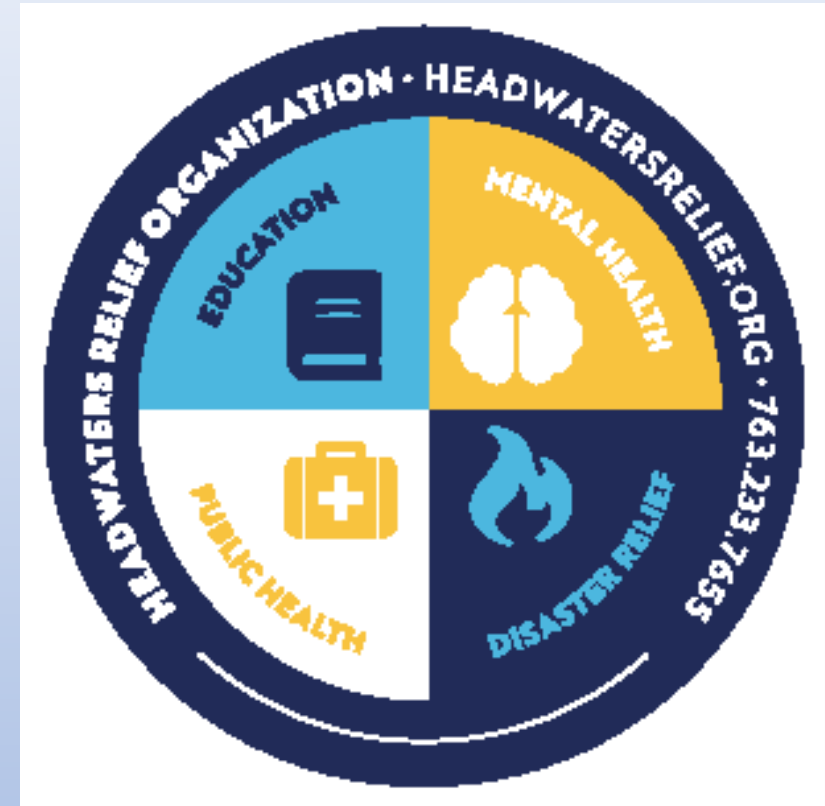 HEADWATERS RELIEF ORGANIZATION · HEADWATERSRELIEF.ORG · 763.233.7655
EDUCATION
MENTAL HEALTH
PUBLIC HEALTH
DISASTER RELIEF